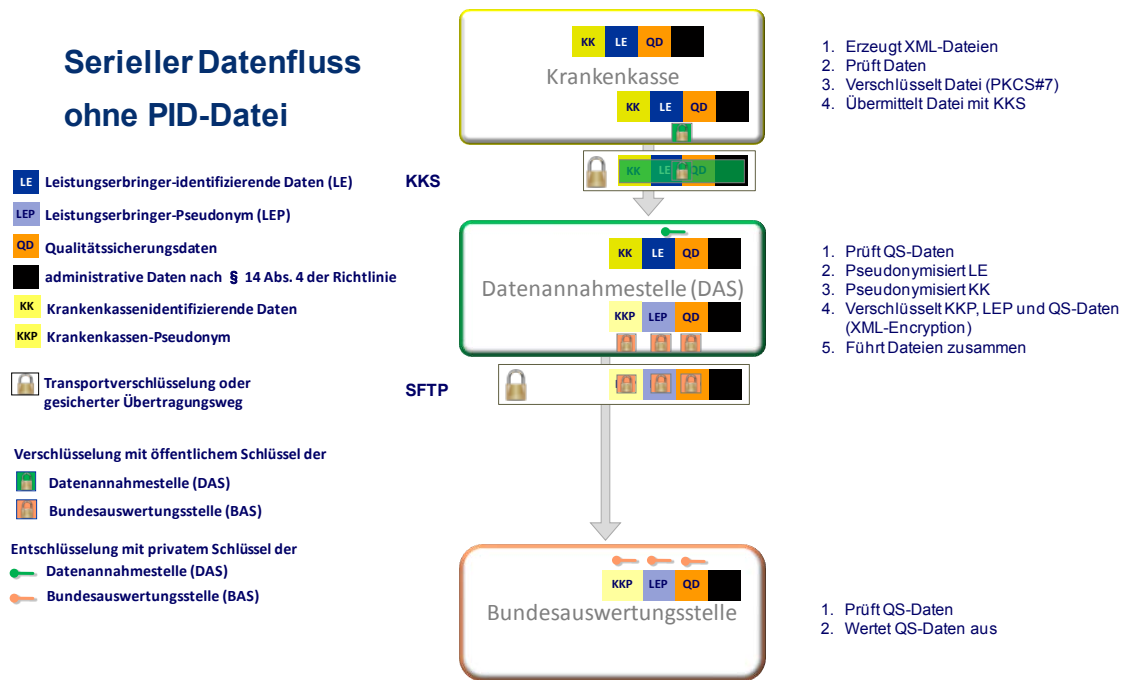 Serieller Datenfluss
ohne PID-Datei
LE Leistungserbringer-identifizierende Daten (LE)
LEP Leistungserbringer-Pseudonym (LEP)
QD Qualitätssicherungsdaten
administrative Daten nach § 14 Abs. 4 der Richtlinie
KK Krankenkassenidentifizierende Daten
KKP Krankenkassen-Pseudonym
Transportverschlüsselung oder
gesicherter Übertragungsweg
Verschlüsselung mit öffentlichem Schlüssel der
Datenannahmestelle (DAS)
Bundesauswertungsstelle (BAS)
Entschlüsselung mit privatem Schlüssel der
Datenannahmestelle (DAS)
Bundesauswertungsstelle (BAS)
KK LE QD
Krankenkasse
KK LE QD
1. Erzeugt XML-Dateien
2. Prüft Daten
3. Verschlüsselt Datei (PKCS#7)
4. Übermittelt Datei mit KKS
KKS
KK LE QD
KK LE QD
Datenannahmestelle (DAS)
KKP LEP QD
1. Prüft QS-Daten
2. Pseudonymisiert LE
3. Pseudonymisiert KK
4. Verschlüsselt KKP, LEP und QS-Daten
(XML-Encryption)
5. Führt Dateien zusammen
SFTP
KKP LEP QD
Bundesauswertungsstelle
1. Prüft QS-Daten
2. Wertet QS-Daten aus